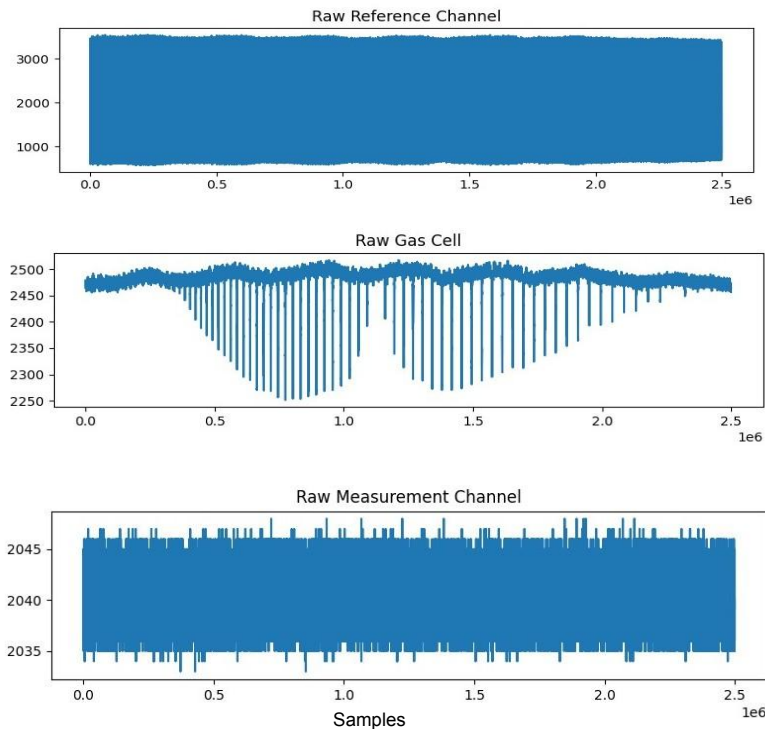 Raw Reference Channel
3000
2000
1000
0.0 0.5 1.0 1.5 2.0 2.5
1e6
Raw Gas Cell
2500
2450
2400
2350
2300
2250
0.0 0.5 1.0 1.5 2.0 2.5
1e6
Raw Measurement Channel
2045
2040
2035
0.0 0.5 1.0 1.5 2.0 2.5
1e6
Samples